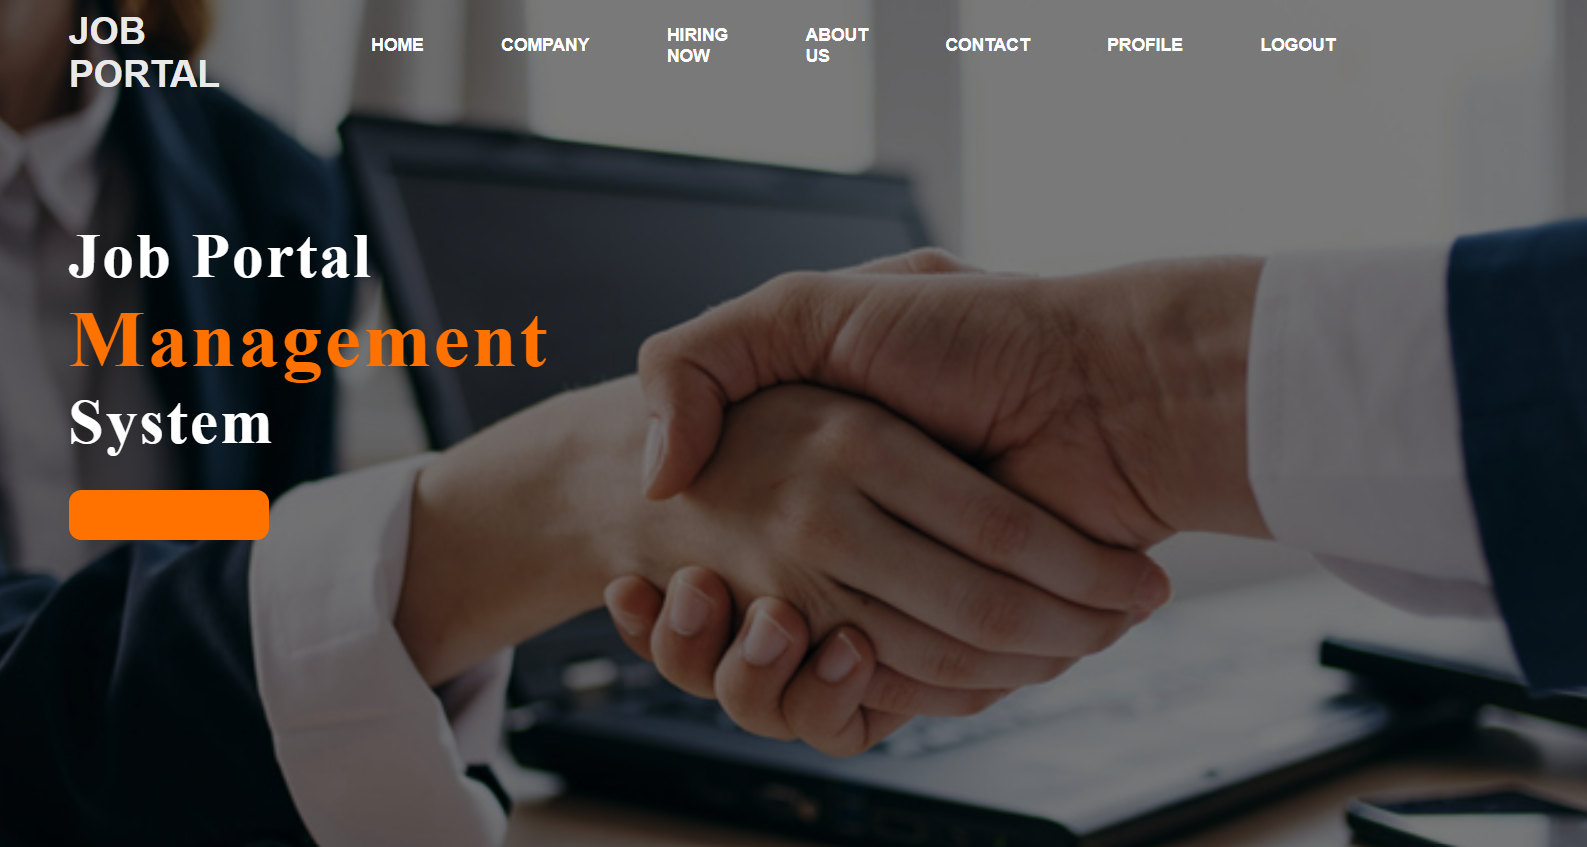 JOB
PORTAL
HOME
COMPANY
HIRING
NOW
ABOUT
US
CONTACT
PROFILE
LOGOUT
Job Portal
Management
System